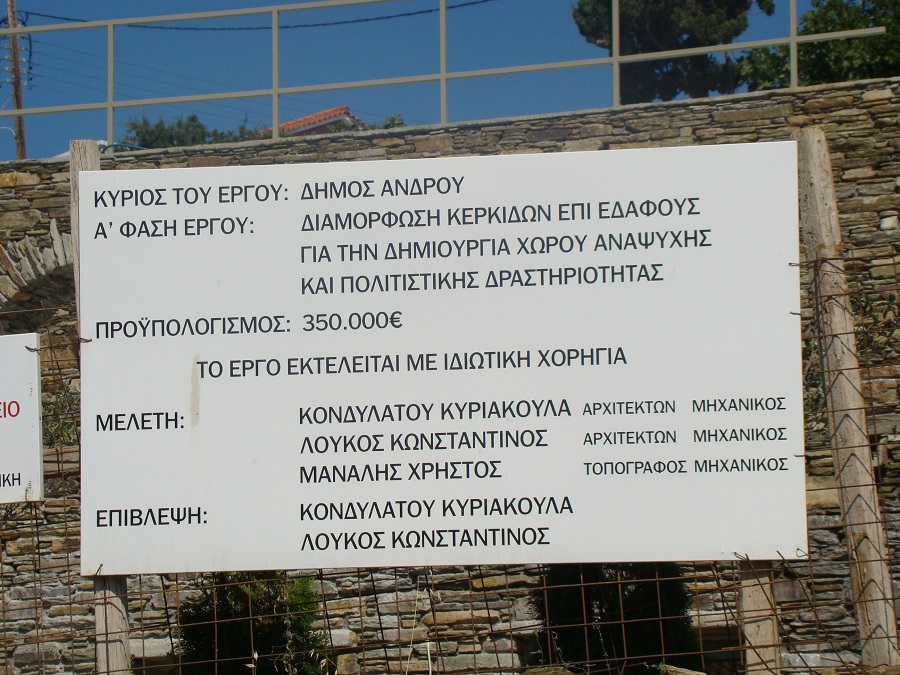 ΚΥΡΙΟΣ ΤΟΥ ΕΡΓΟΥ: ΔΗΜΟΣ ΑΝΔΡΟΥ
Α' ΦΑΣΗ ΕΡΓΟΥ: ΔΙΑΜΟΡΦΩΣΗ ΚΕΡΚΙΔΩΝ ΕΠΙ ΕΔΑΦΟΥΣ
ΓΙΑ ΤΗΝ ΔΗΜΙΟΥΡΓΙΑ ΧΩΡΟΥ ΑΝΑΨΥΧΗΣ
ΚΑΙ ΠΟΛΙΤΙΣΤΙΚΗΣ ΔΡΑΣΤΗΡΙΟΤΗΤΑΣ
ΠΡΟΫΠΟΛΟΓΙΣΜΟΣ: 350.000€
ΤΟ ΕΡΓΟ ΕΚΤΕΛΕΙΤΑΙ ΜΕ ΙΔΙΩΤΙΚΗ ΧΟΡΗΓΙΑ
ΜΕΛΕΤΗ: ΚΟΝΔΥΛΑΤΟΥ ΚΥΡΙΑΚΟΥΛΑ ΑΡΧΙΤΕΚΤΩΝ ΜΗΧΑΝΙΚΟΣ
ΛΟΥΚΟΣ ΚΩΝΣΤΑΝΤΙΝΟΣ ΑΡΧΙΤΕΚΤΩΝ ΜΗΧΑΝΙΚΟΣ
ΜΑΝΑΛΗΣ ΧΡΗΣΤΟΣ ΤΟΠΟΓΡΑΦΟΣ ΜΗΧΑΝΙΚΟΣ
ΕΠΙΒΛΕΨΗ: ΚΟΝΔΥΛΑΤΟΥ ΚΥΡΙΑΚΟΥΛΑ
ΛΟΥΚΟΣ ΚΩΝΣΤΑΝΤΙΝΟΣ